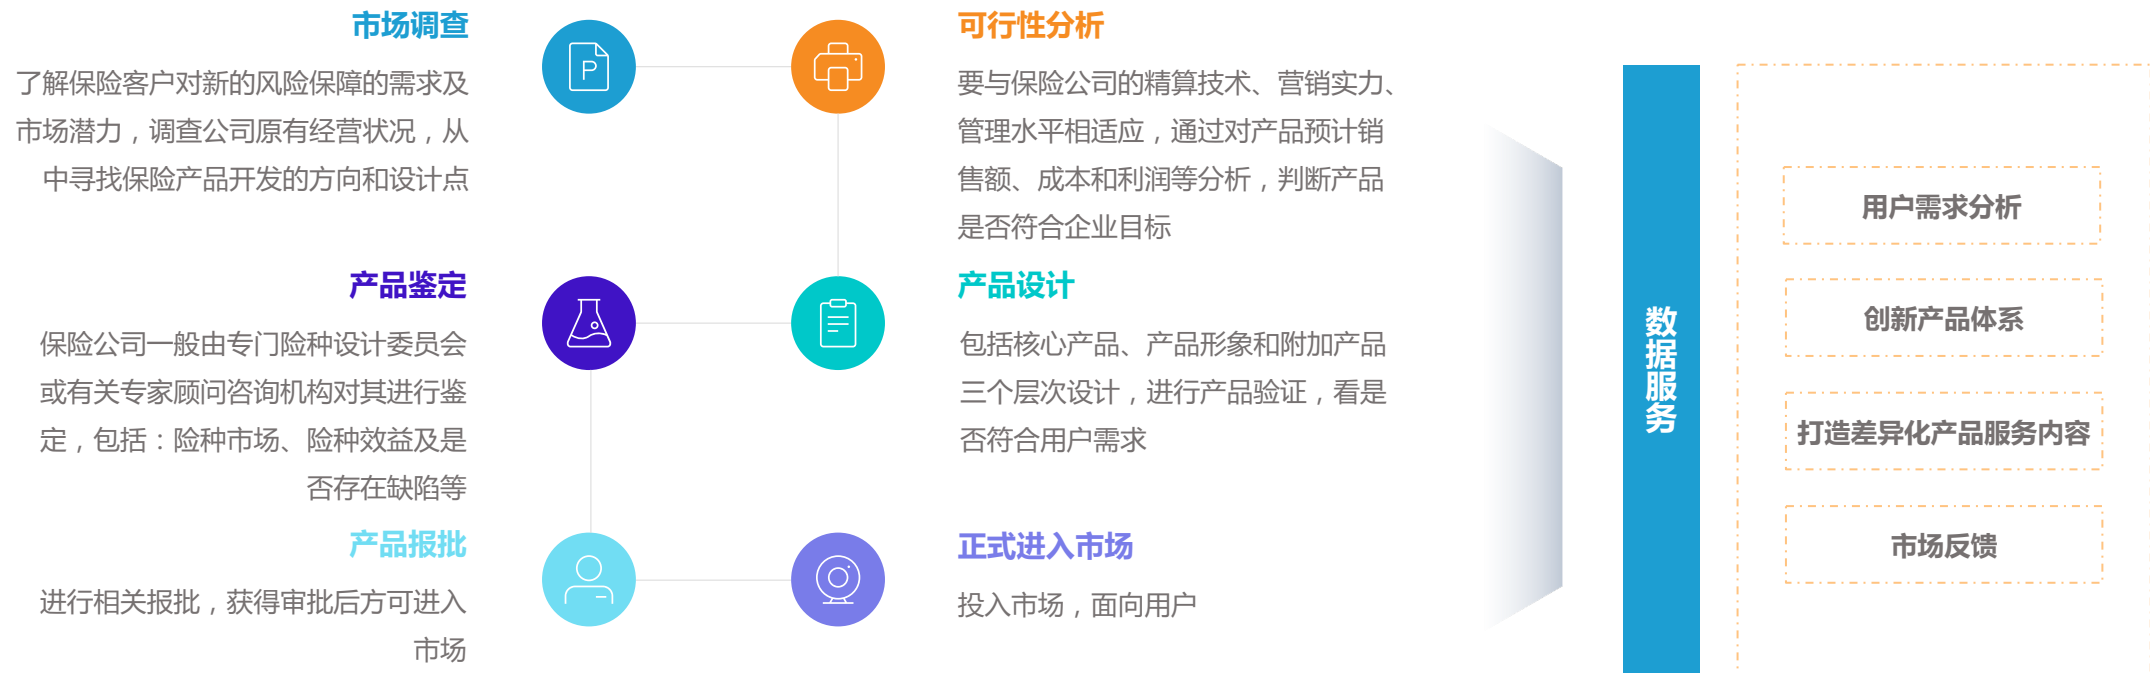 市场调查
了解保险客户对新的风险保障的需求及
市场潜力，调查公司原有经营状况，从
中寻找保险产品开发的方向和设计点
P
可行性分析
要与保险公司的精算技术、营销实力、
管理水平相适应，通过对产品预计销
售额、成本和利润等分析，判断产品
是否符合企业目标
产品鉴定
保险公司一般由专门险种设计委员会
或有关专家顾问咨询机构对其进行鉴
定，包括：险种市场、险种效益及是
否存在缺陷等
产品设计
包括核心产品、产品形象和附加产品
三个层次设计，进行产品验证，看是
否符合用户需求
产品报批
进行相关报批，获得审批后方可进入
市场
正式进入市场
投入市场，面向用户
数据服务
用户需求分析
创新产品体系
打造差异化产品服务内容
市场反馈